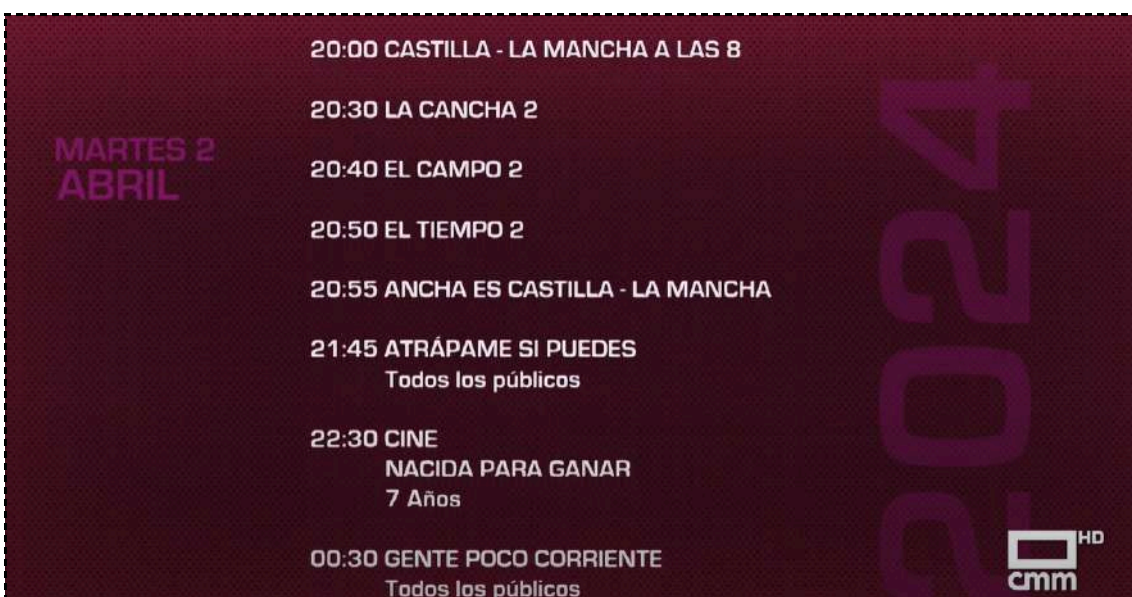 20:00 CASTILLA - LA MANCHA A LAS 8
20:30 LA CANCHA 2
MARTES 2
ABRIL
20:40 EL CAMPO 2
20:50 EL TIEMPO 2
20:55 ANCHA ES CASTILLA - LA MANCHA
21:45 ATRÁPAME SI PUEDES
Todos los públicos
22:30 CINE
NACIDA PARA GANAR
7 Años
00:30 GENTE POCO CORRIENTE
Todos los públicos
2024
HD
cmm